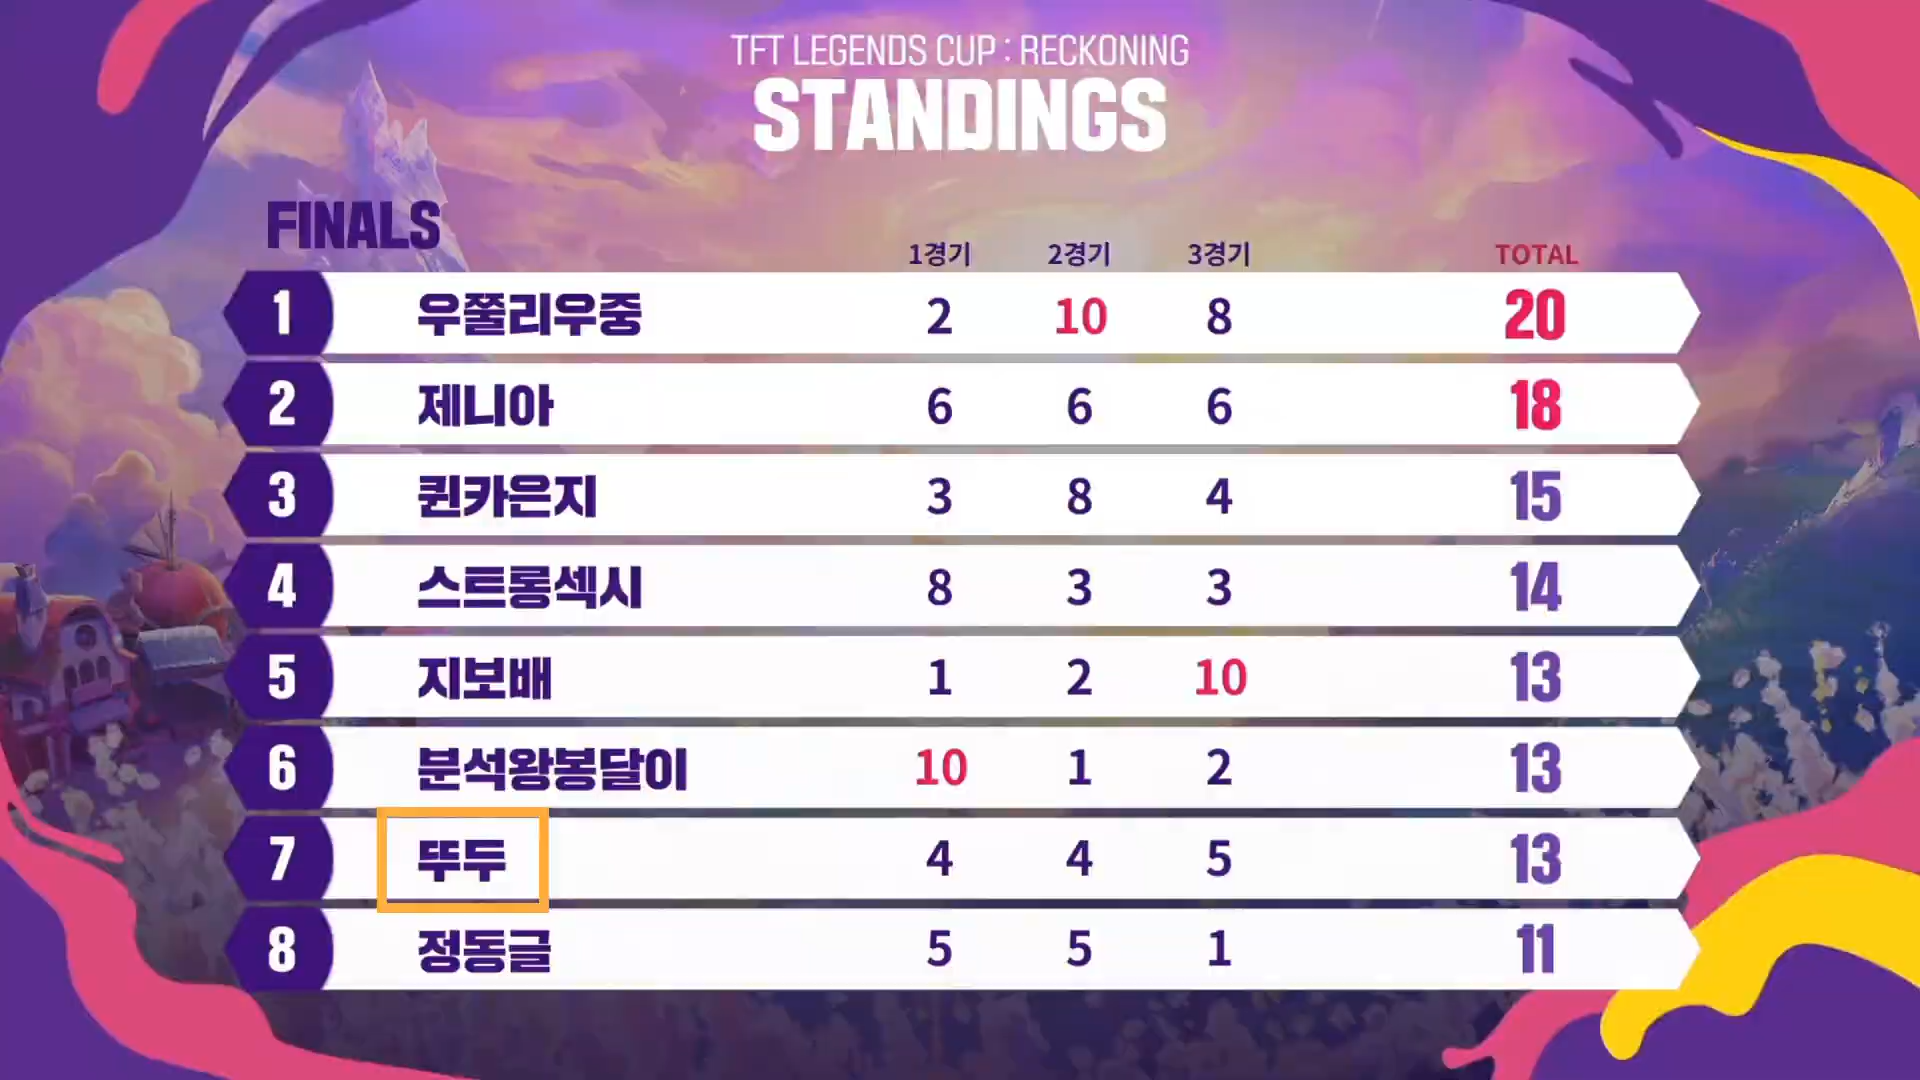 TFT LEGENDS CUP : RECKONING
STANDINGS
FINALS
1경기 2경기 3경기 TOTAL
1 우쭐리우중 2 10 8 20
2 제니아 6 6 6 18
3 퀸카은지 3 8 4 15
4 스트롱섹시 8 3 3 14
5 지보배 1 2 10 13
6 분석왕봉달이 10 1 2 13
7 뚜두 4 4 5 13
8 정동글 5 5 1 11